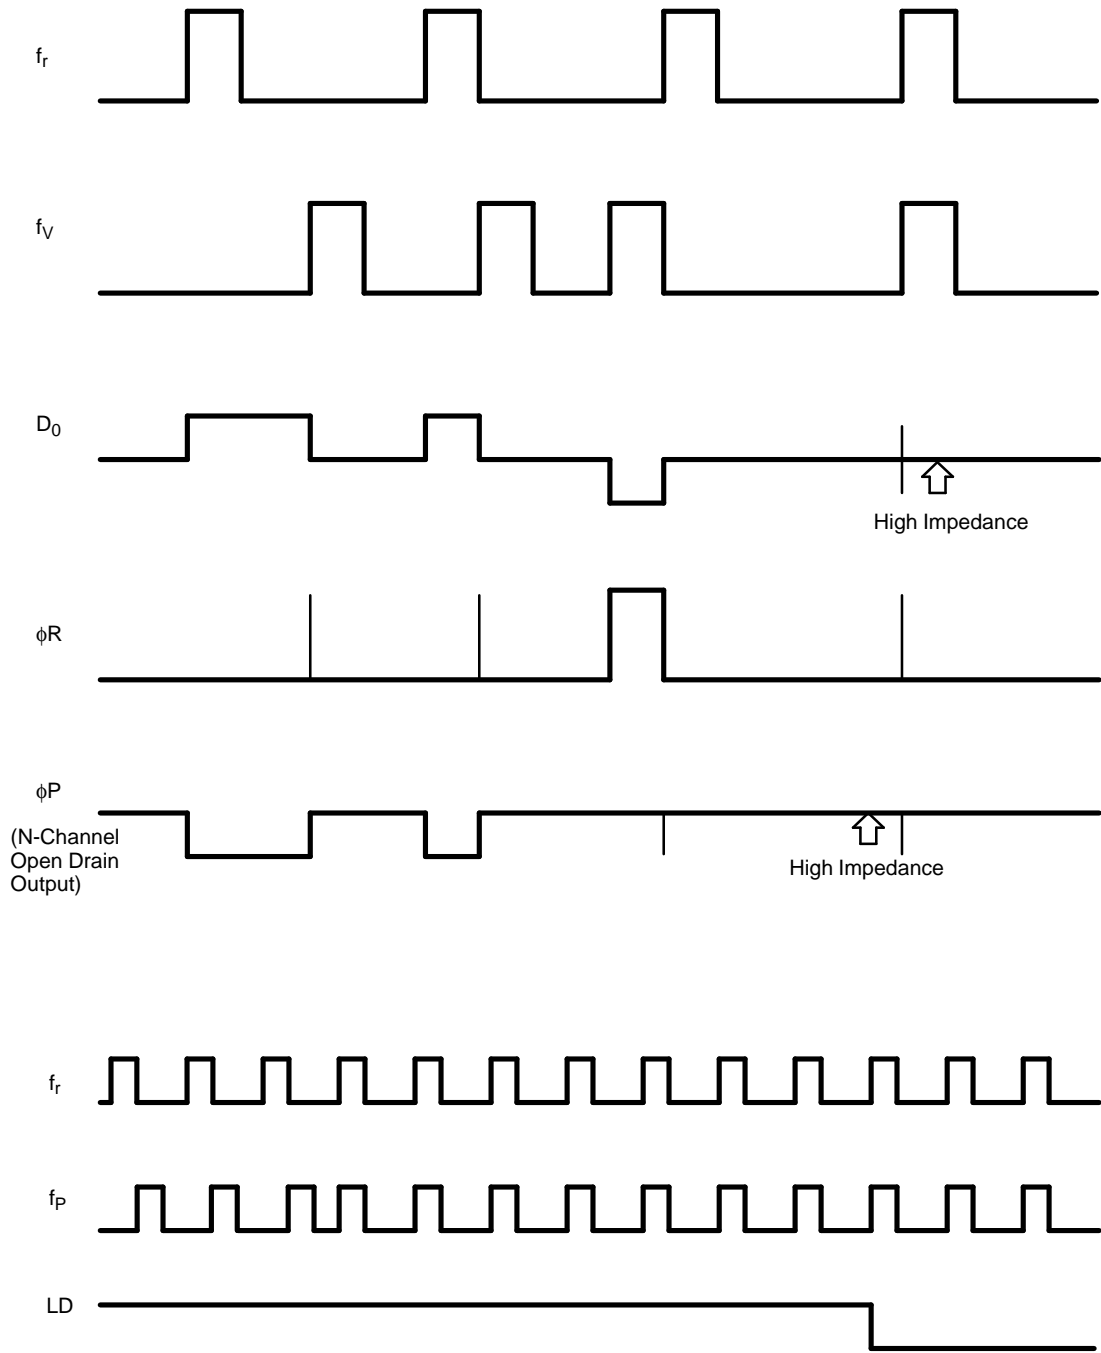 fr
fV
D0
High Impedance
ϕR
ϕP
(N-Channel
Open Drain
Output)
High Impedance
fr
fP
LD